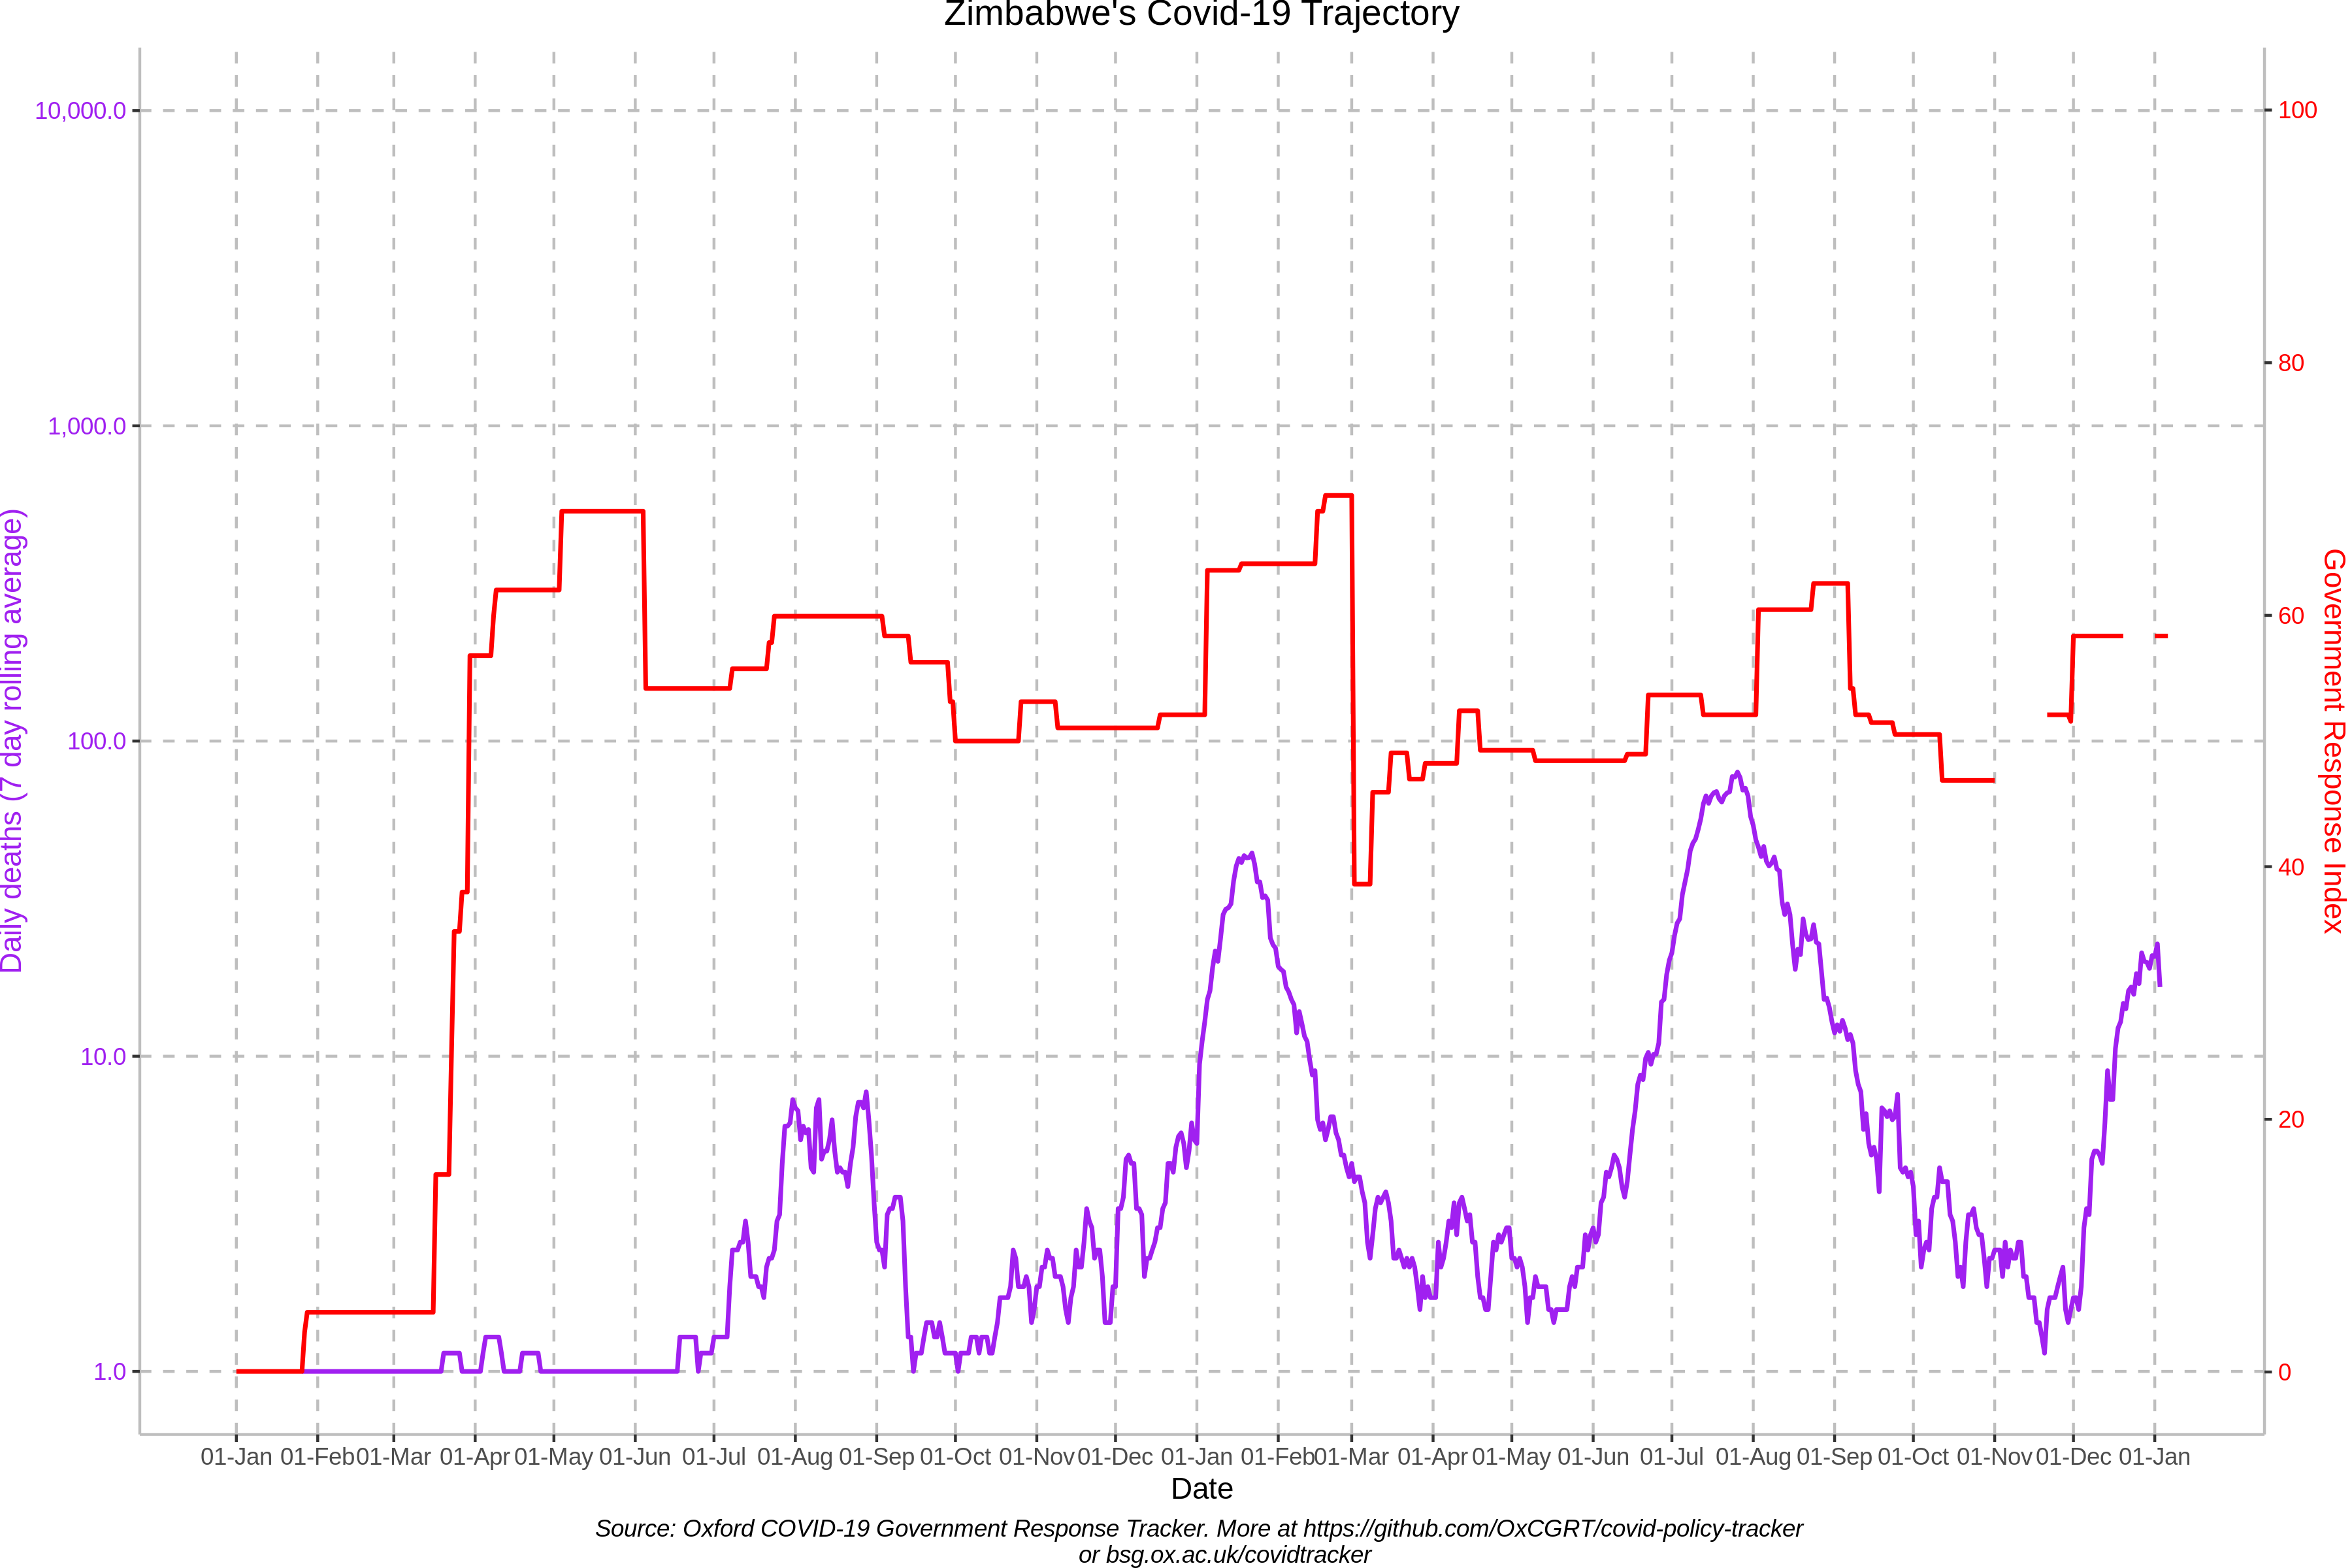 Zimbabwe's Covid-19 Trajectory
Daily deaths (7 day rolling average)
10,000.0
1,000.0
100.0
10.0
1.0
100
80
60
40
20
0
Government Response Index
01-Jan 01-Feb 01-Mar 01-Apr 01-May 01-Jun 01-Jul 01-Aug 01-Sep 01-Oct 01-Nov 01-Dec 01-Jan 01-Feb 01-Mar 01-Apr 01-May 01-Jun 01-Jul 01-Aug 01-Sep 01-Oct 01-Nov 01-Dec 01-Jan
Date
Source: Oxford COVID-19 Government Response Tracker. More at https://github.com/OxCGRT/covid-policy-tracker
or bsg.ox.ac.uk/covidtracker